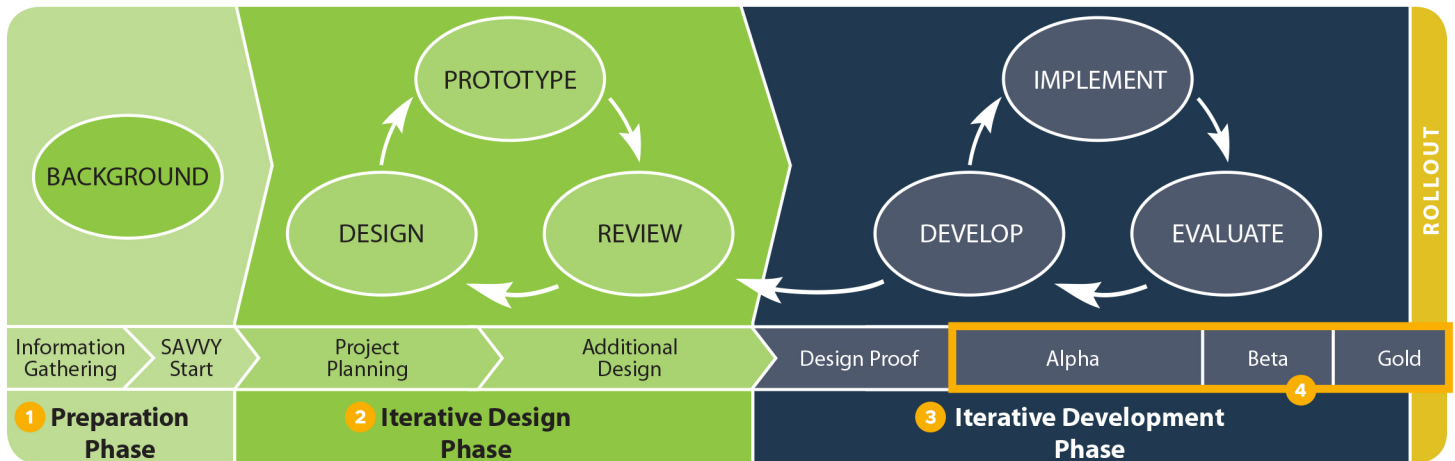 BACKGROUND
PROTOTYPE
DESIGN
REVIEW
IMPLEMENT
DEVELOP
EVALUATE
ROLLOUT
Information
Gathering
SAVVY
Start
Project
Planning
Additional
Design
Design Proof
Alpha
Beta
Gold
4
1 Preparation
Phase
2 Iterative Design
Phase
3 Iterative Development
Phase